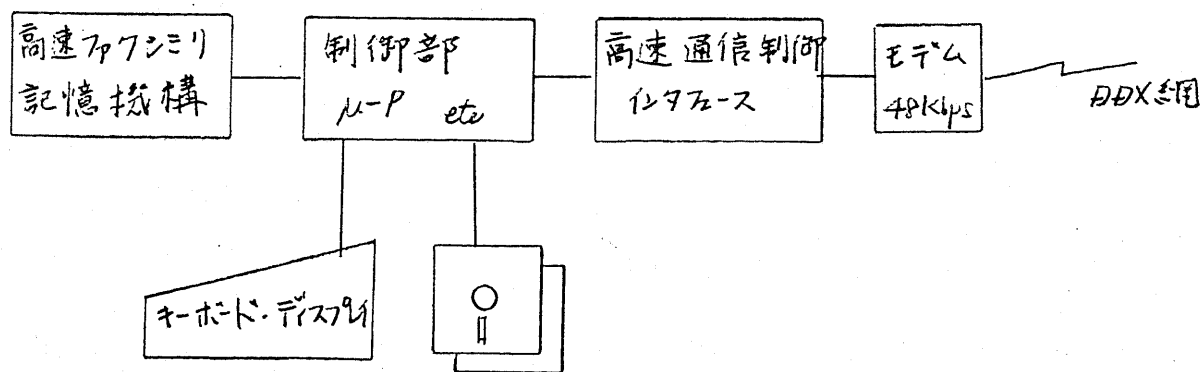 高速ファクシミリ
記憶機構
制御部
μ-P etc
高速通信制御
インタフェース
モデム
48Kbps
DDX網
キーボード・ディスプレイ